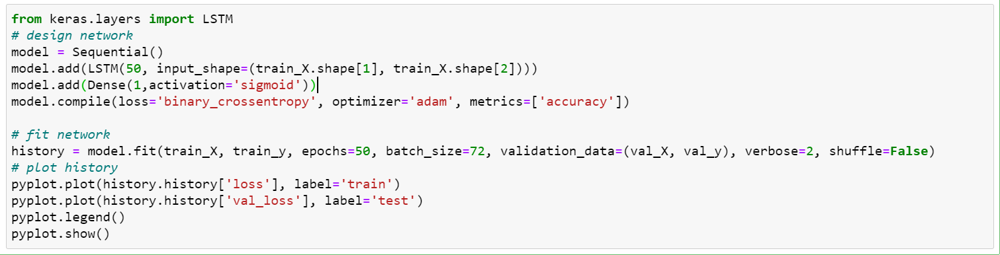 from keras.layers import LSTM
# design network
model = Sequential()
model.add(LSTM(50, input_shape=(train_X.shape[1], train_X.shape[2])))
model.add(Dense(1,activation='sigmoid'))
model.compile(loss='binary_crossentropy', optimizer='adam', metrics=['accuracy'])
# fit network
history = model.fit(train_X, train_y, epochs=50, batch_size=72, validation_data=(val_X, val_y), verbose=2, shuffle=False)
# plot history
pyplot.plot(history.history['loss'], label='train')
pyplot.plot(history.history['val_loss'], label='test')
pyplot.legend()
pyplot.show()